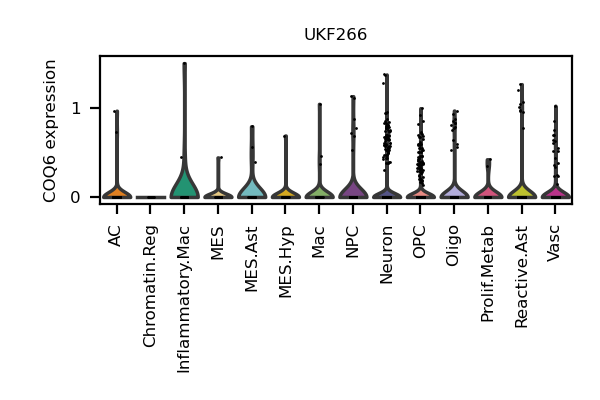 UKF266
COQ6 expression
1
0
AC
Chromatin.Reg
Inflammatory.Mac
MES
MES.Ast
MES.Hyp
Mac
NPC
Neuron
OPC
Oligo
Prolif.Metab
Reactive.Ast
Vasc